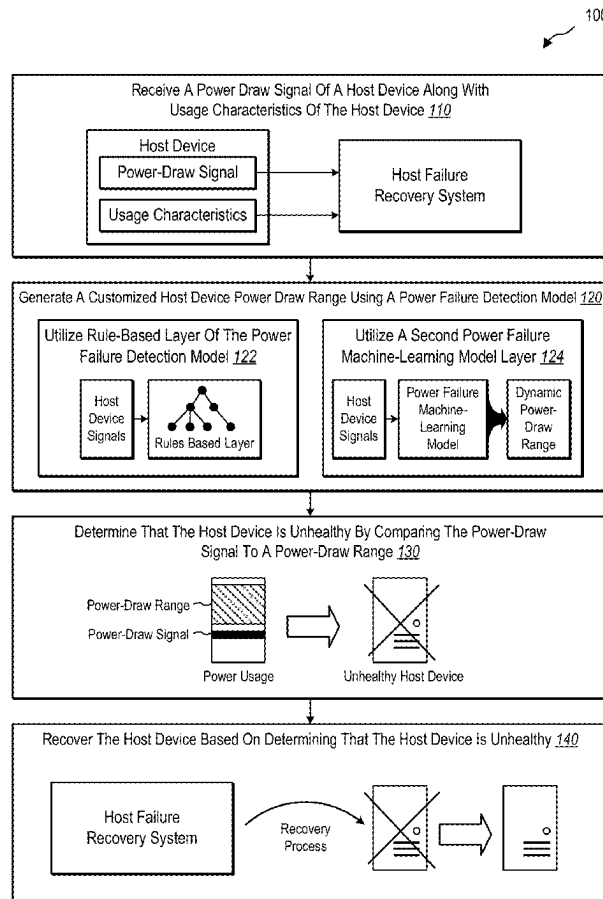 100
Receive A Power Draw Signal Of A Host Device Along With
Usage Characteristics Of The Host Device 110
Host Device
Power-Draw Signal
Usage Characteristics
Host Failure
Recovery System
Generate A Customized Host Device Power Draw Range Using A Power Failure Detection Model 120
Utilize Rule-Based Layer Of The Power
Failure Detection Model 122
Host
Device
Signals
Rules Based Layer
Utilize A Second Power Failure
Machine-Learning Model Layer 124
Host
Device
Signals
Power Failure
Machine-
Learning
Model
Dynamic
Power-
Draw
Range
Determine That The Host Device Is Unhealthy By Comparing The Power-Draw
Signal To A Power-Draw Range 130
Power-Draw Range
Power-Draw Signal
Power Usage
Unhealthy Host Device
Recover The Host Device Based On Determining That The Host Device is Unhealthy 140
Host Failure
Recovery System
Recovery
Process